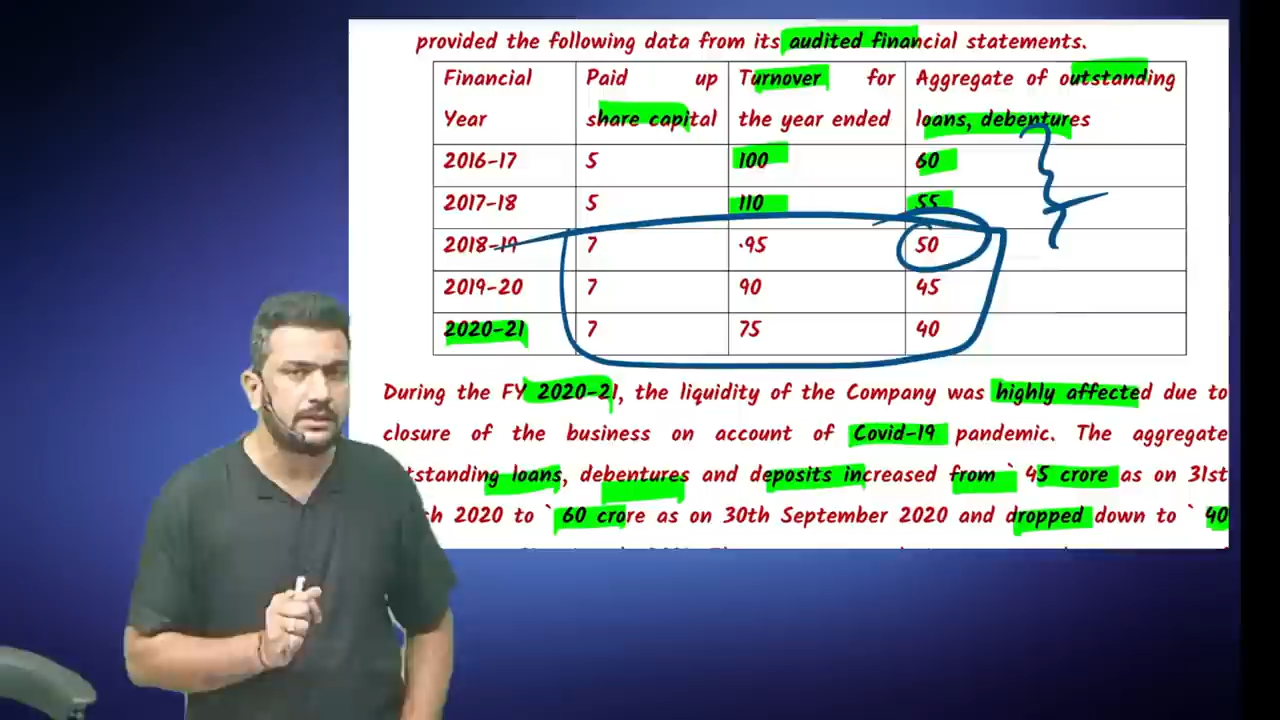 provided the following data from its audited financial statements.
Financial Year | Paid up share capital | Turnover for the year ended | Aggregate of outstanding loans, debentures
2016-17 | 5 | 100 | 60
2017-18 | 5 | 110 | 55
2018-19 | 7 | .95 | 50
2019-20 | 7 | 90 | 45
2020-21 | 7 | 75 | 40
During the FY 2020-21, the liquidity of the Company was highly affected due to
closure of the business on account of Covid-19 pandemic. The aggregate
loans, debentures and deposits increased from ` 45 crore as on 31st
2020 to ` 60 crore as on 30th September 2020 and dropped down to ` 40